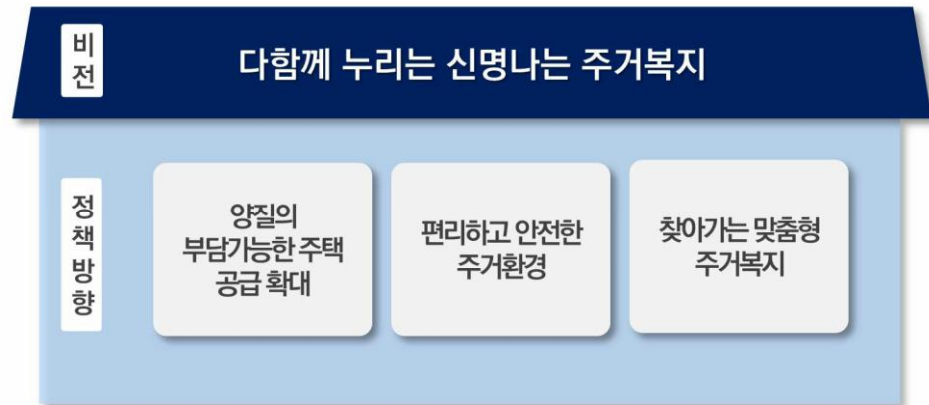 비전
다함께 누리는 신명나는 주거복지
정책방향
양질의
부담가능한 주택
공급 확대
편리하고 안전한
주거환경
찾아가는 맞춤형
주거복지